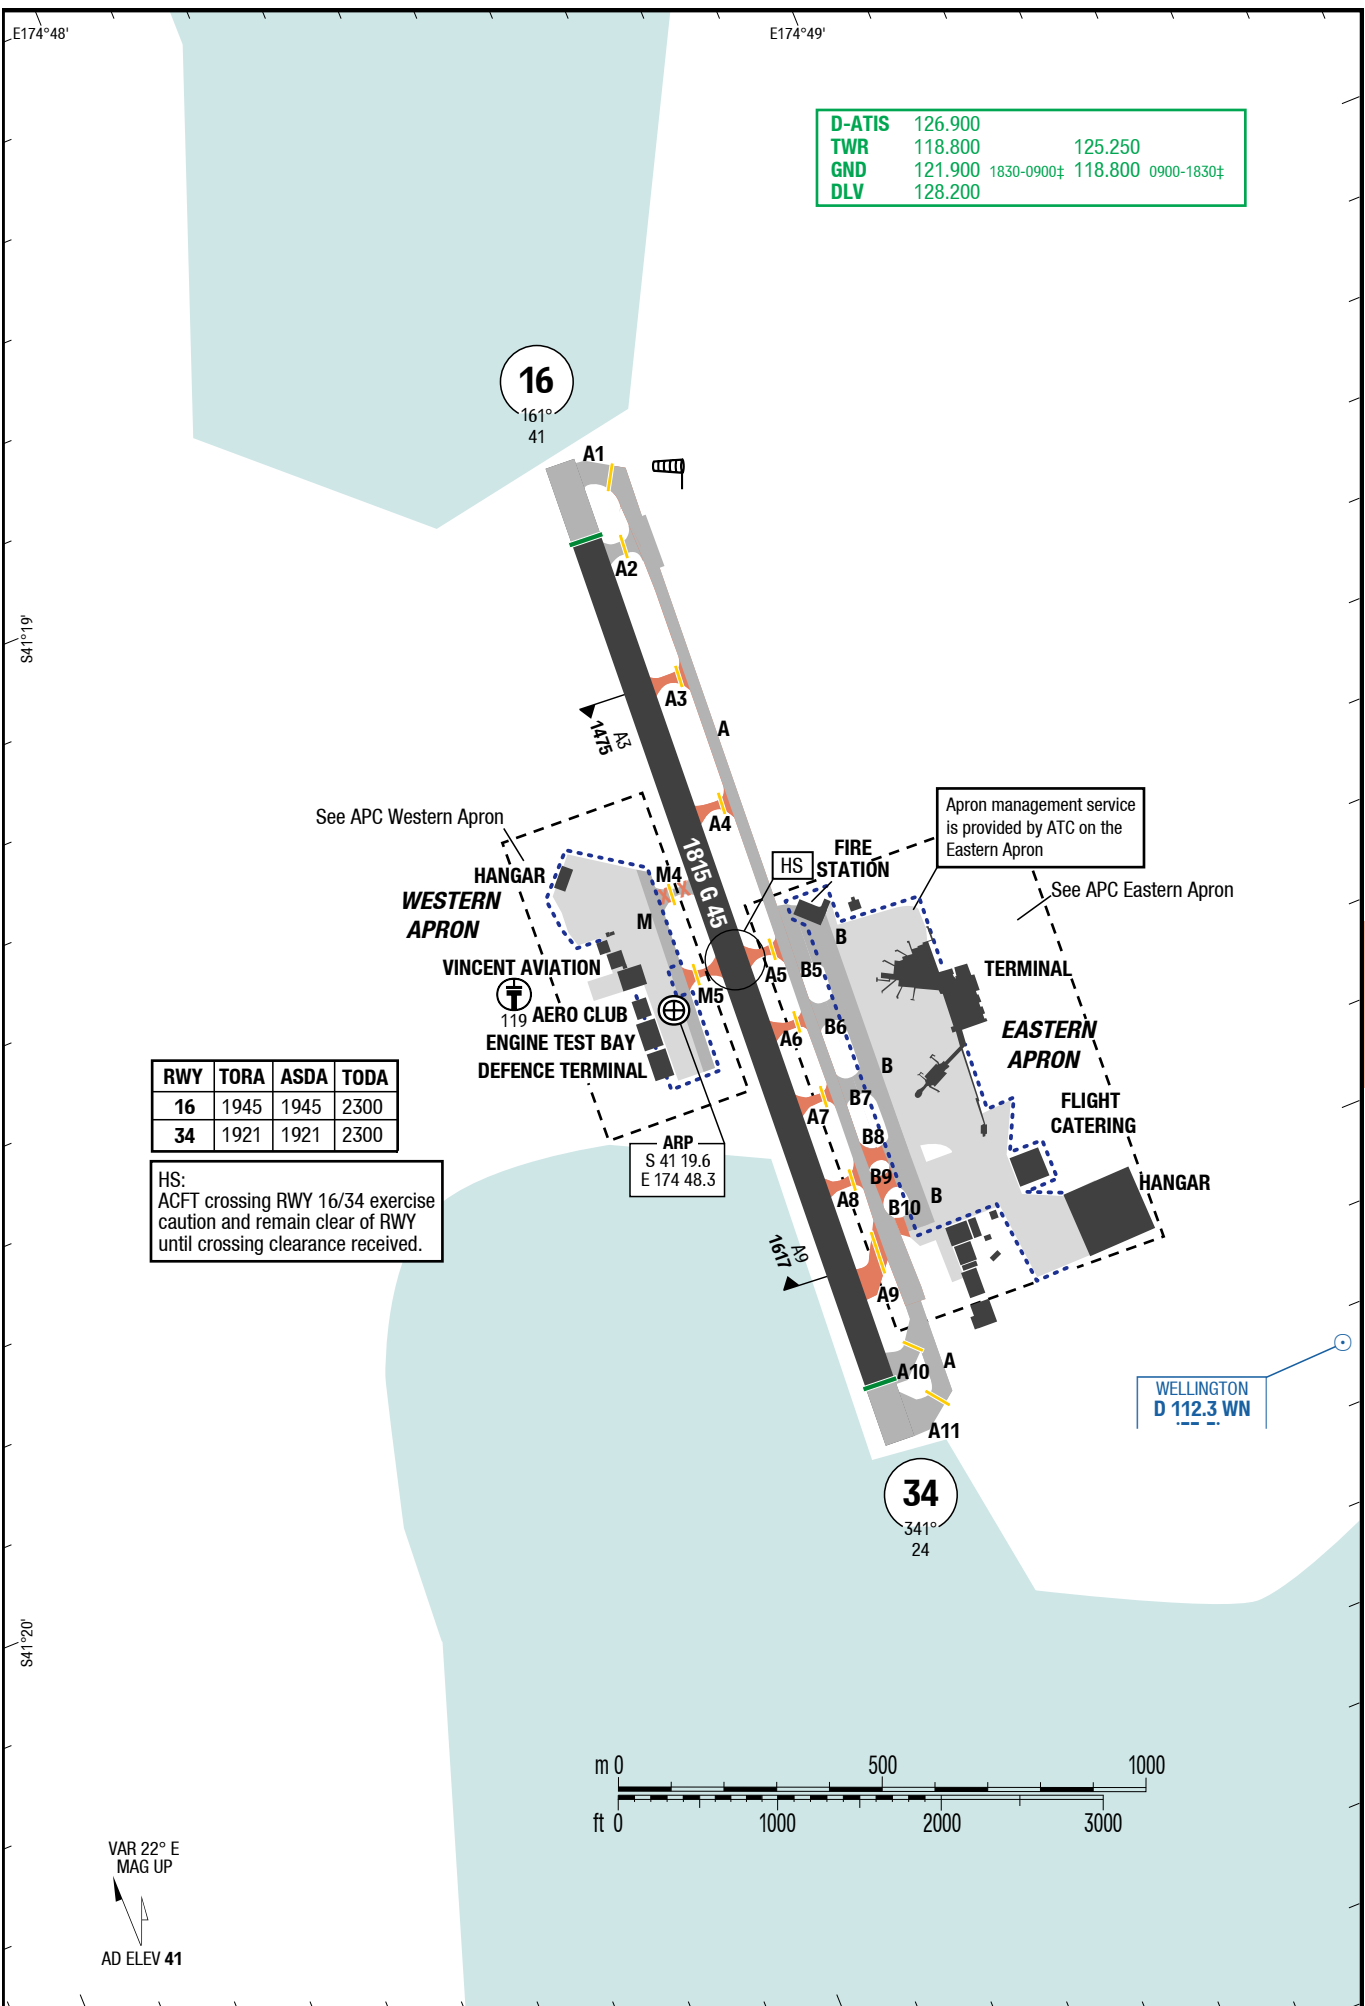 E174°48'
E174°49'
D-ATIS 126.900
TWR 118.800 125.250
GND 121.900 1830-0900‡ 118.800 0900-1830‡
DLV 128.200
16
161°
41
A1
A2
S41°19'
A3
A
A3
1475
See APC Western Apron
A4
Apron management service
is provided by ATC on the
Eastern Apron
1815 G 45
HS
FIRE
STATION
HANGAR
M4
See APC Eastern Apron
WESTERN
APRON
M
B
VINCENT AVIATION
A5
B5
TERMINAL
M5
119
AERO CLUB
B6
EASTERN
APRON
A6
ENGINE TEST BAY
DEFENCE TERMINAL
B
RWY TORA ASDA TODA
16 1945 1945 2300
34 1921 1921 2300
B7
A7
FLIGHT
CATERING
B8
ARP
S 41 19.6
E 174 48.3
HS:
ACFT crossing RWY 16/34 exercise
caution and remain clear of RWY
until crossing clearance received.
B9
HANGAR
A8
B
B10
A9
1617
A9
A
A10
WELLINGTON
D 112.3 WN
A11
34
341°
24
S41°20'
m 0 500 1000
ft 0 1000 2000 3000
VAR 22° E
MAG UP
AD ELEV 41